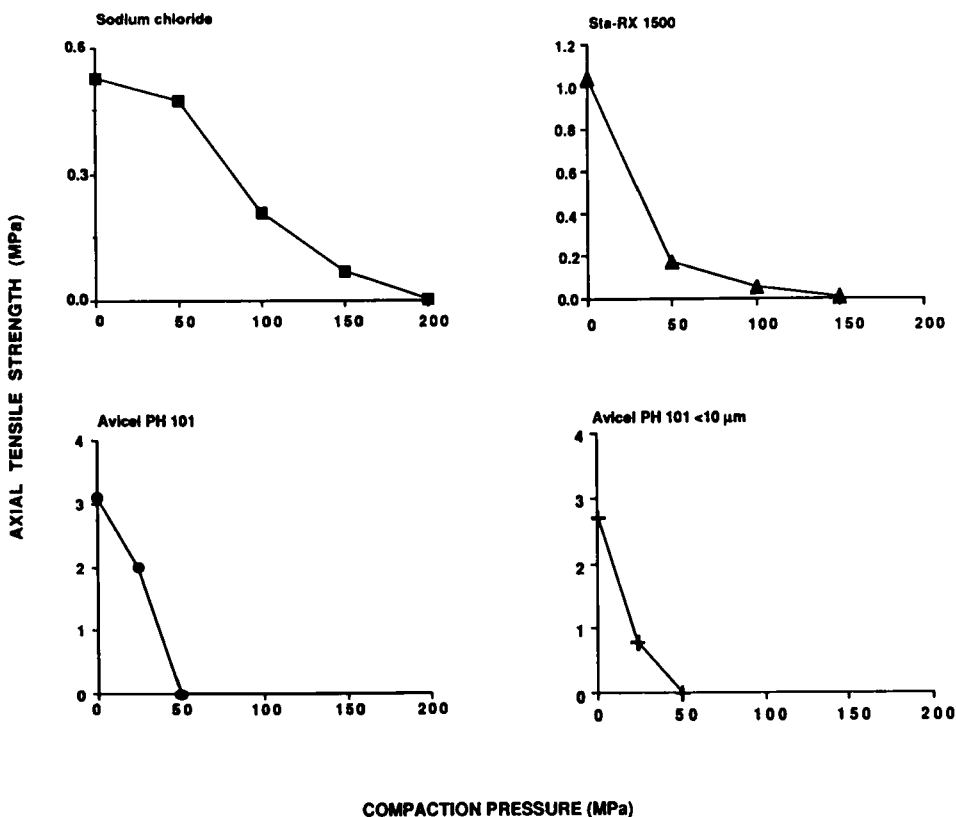 Sodium chloride
0.6
0.3
0.0
0 50 100 150 200
Sta-RX 1500
1.2
1.0
0.8
0.6
0.4
0.2
0.0
0 50 100 150 200
AXIAL TENSILE STRENGTH (MPa)
Avicel PH 101
4
3
2
1
0
0 50 100 150 200
Avicel PH 101 <10 µm
4
3
2
1
0
0 50 100 150 200
COMPACTION PRESSURE (MPa)